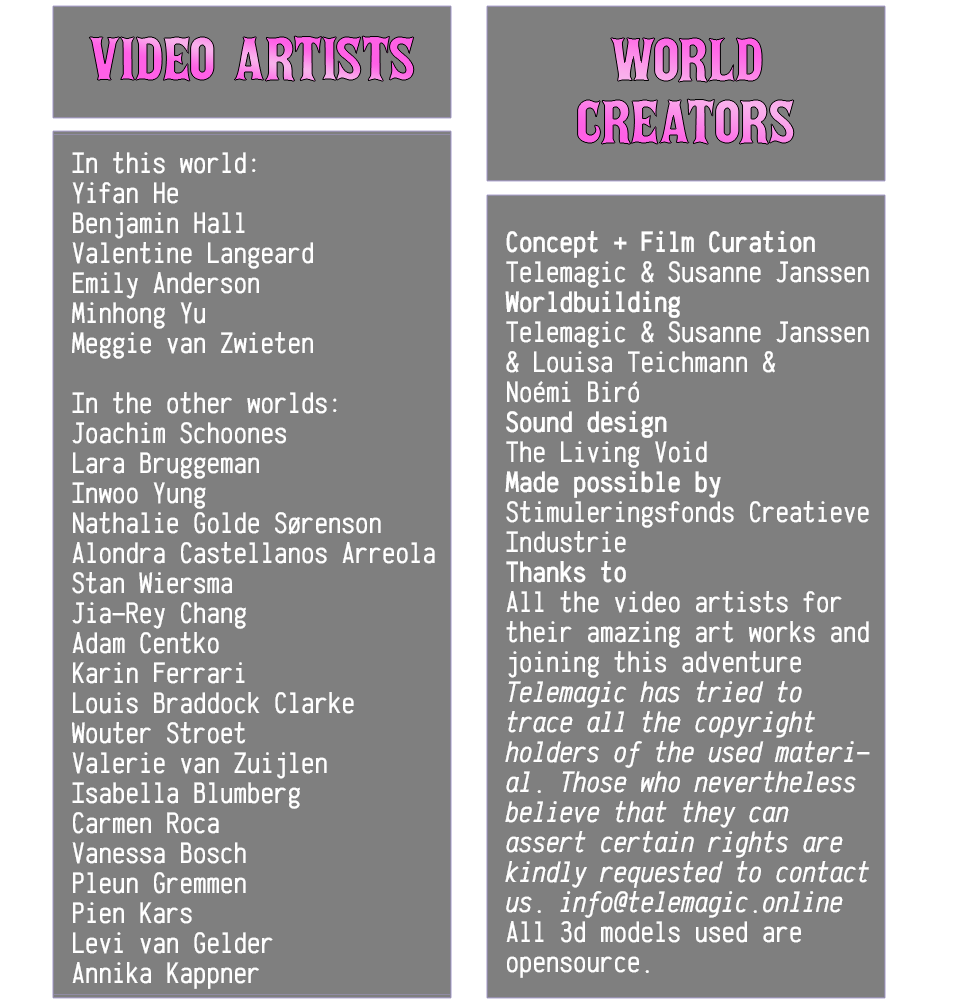 VIDEO ARTISTS
In this world:
Yifan He
Benjamin Hall
Valentine Langeard
Emily Anderson
Minhong Yu
Meggie van Zwieten
In the other worlds:
Joachim Schoones
Lara Bruggeman
Inwoo Yung
Nathalie Golde Sørenson
Alondra Castellanos Arreola
Stan Wiersma
Jia-Rey Chang
Adam Centko
Karin Ferrari
Louis Braddock Clarke
Wouter Stroet
Valerie van Zuijlen
Isabella Blumberg
Carmen Roca
Vanessa Bosch
Pleun Gremmen
Pien Kars
Levi van Gelder
Annika Kappner
WORLD
CREATORS
Concept + Film Curation
Telemagic & Susanne Janssen
Worldbuilding
Telemagic & Susanne Janssen
& Louisa Teichmann &
Noémi Biró
Sound design
The Living Void
Made possible by
Stimuleringsfonds Creatieve
Industrie
Thanks to
All the video artists for
their amazing art works and
joining this adventure
Telemagic has tried to
trace all the copyright
holders of the used materi-
al. Those who nevertheless
believe that they can
assert certain rights are
kindly requested to contact
us. info@telemagic.online
All 3d models used are
opensource.